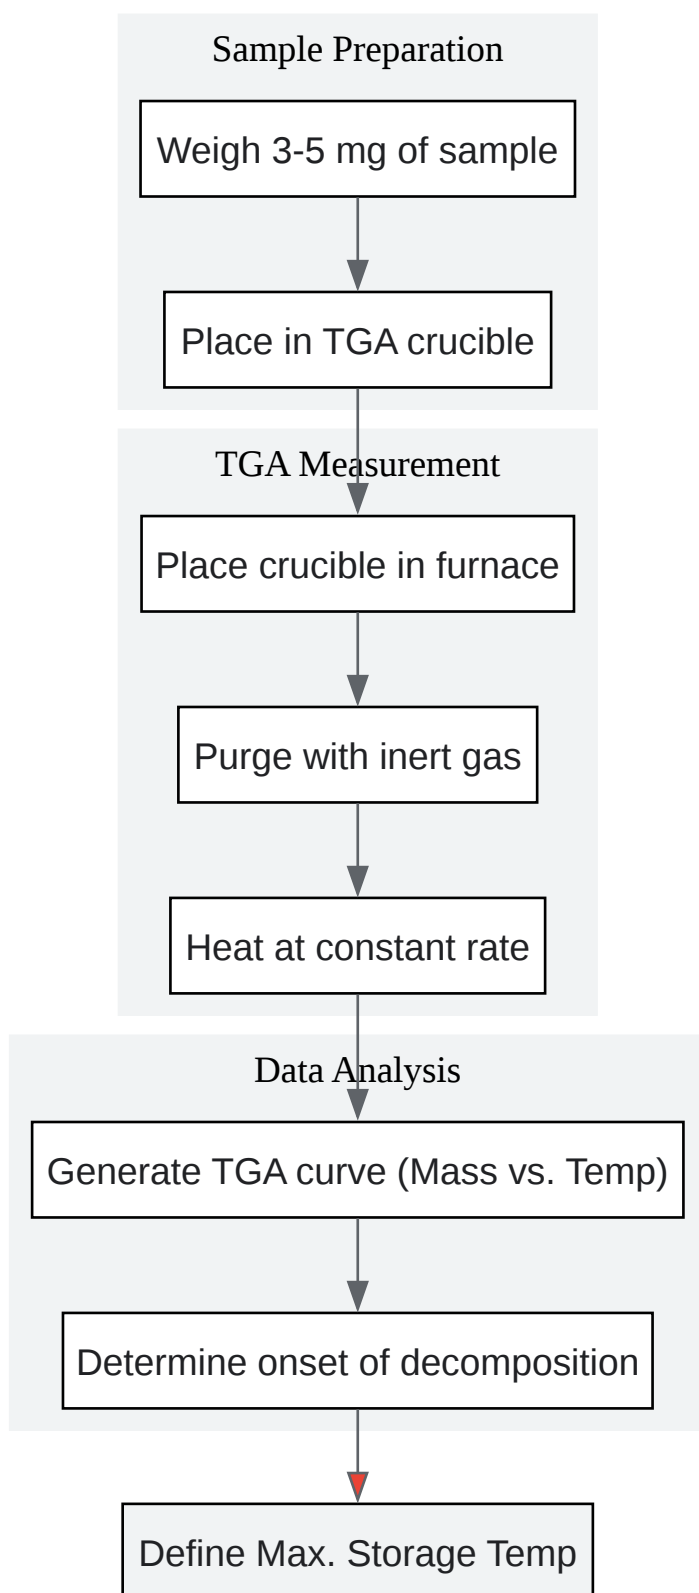 Sample Preparation
Weigh 3-5 mg of sample
Place in TGA crucible
TGA Measurement
Place crucible in furnace
Purge with inert gas
Heat at constant rate
Data Analysis
Generate TGA curve (Mass vs. Temp)
Determine onset of decomposition
Define Max. Storage Temp